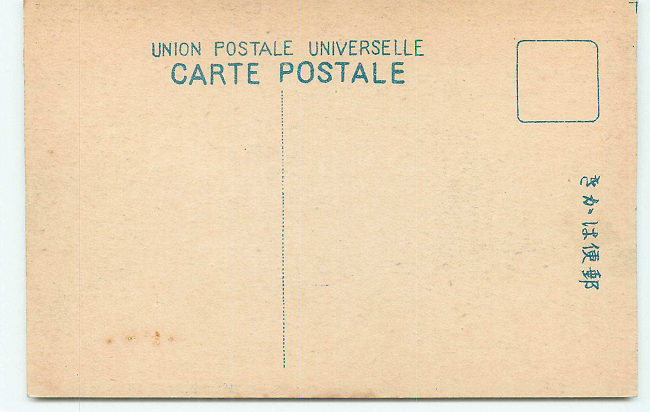 UNION POSTALE UNIVERSELLE
CARTE POSTALE
郵便はがき